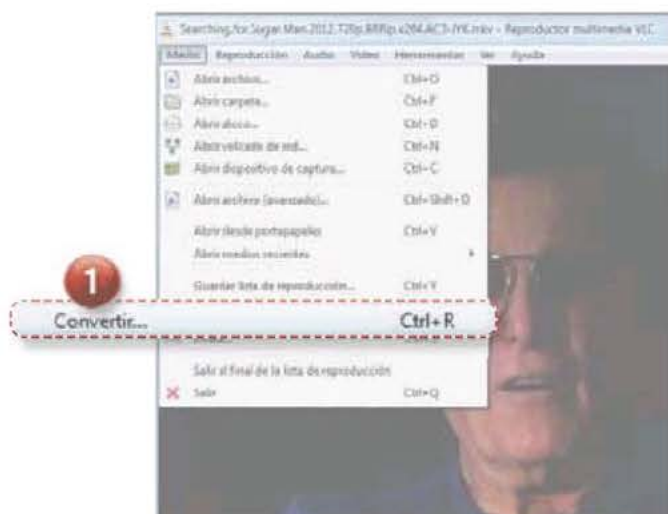 Searching.for.Sugar.Man.2012.720p.BRRip.x264.AC3-JYK.mkv - Reproductor multimedia VLC
Medio Reproducción Audio Video Herramientas Ver Ayuda
Abrir archivo... Ctrl+O
Abrir carpeta... Ctrl+F
Abrir disco... Ctrl+D
Abrir volcado de red... Ctrl+N
Abrir dispositivo de captura... Ctrl+C
Abrir archivo (avanzado)... Ctrl+Shift+O
Abrir desde portapapeles Ctrl+V
Abrir medios recientes
Guardar lista de reproducción... Ctrl+Y
1
Convertir... Ctrl+R
Salir al final de la lista de reproducción
Salir Ctrl+Q